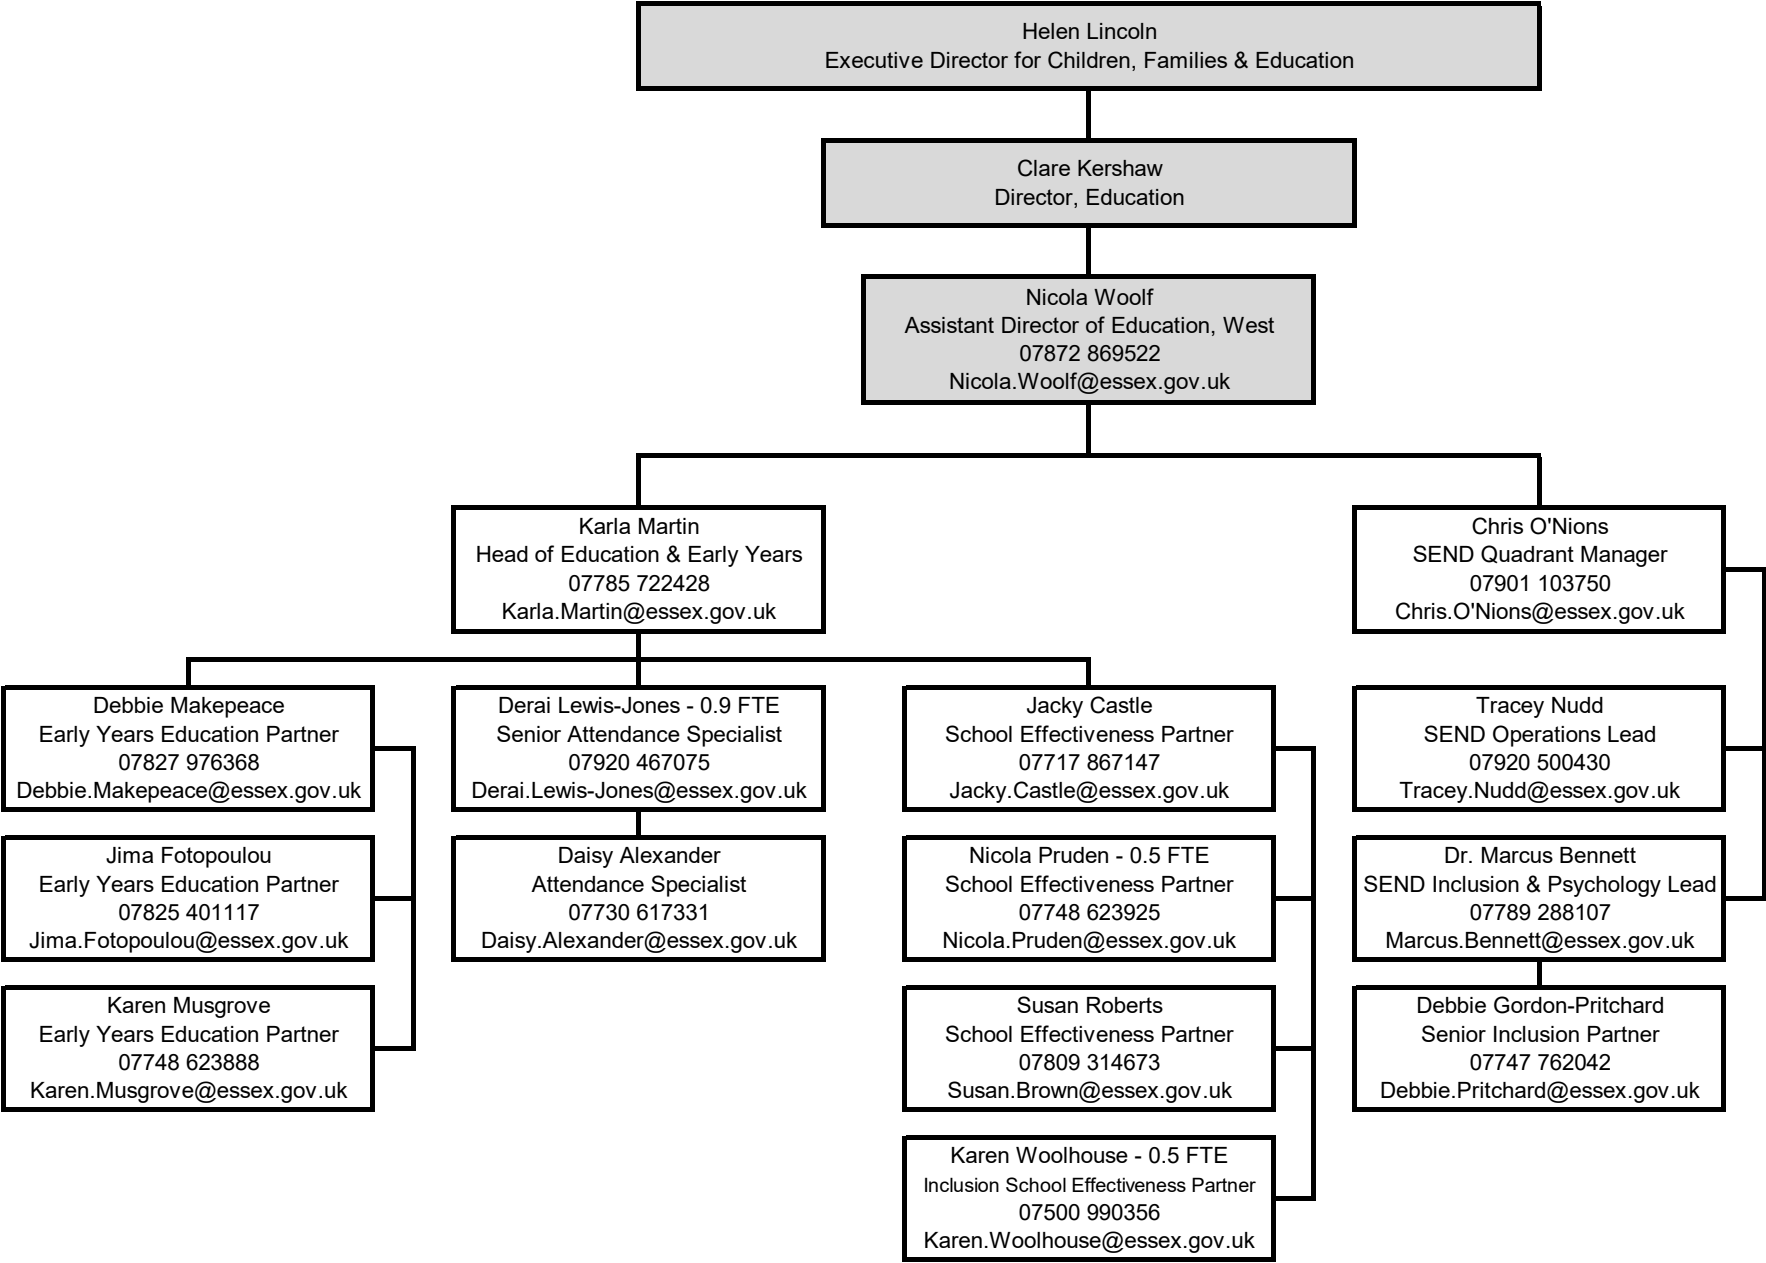 Helen Lincoln
Executive Director for Children, Families & Education
Clare Kershaw
Director, Education
Nicola Woolf
Assistant Director of Education, West
07872 869522
Nicola.Woolf@essex.gov.uk
Karla Martin
Head of Education & Early Years
07785 722428
Karla.Martin@essex.gov.uk
Chris O'Nions
SEND Quadrant Manager
07901 103750
Chris.O'Nions@essex.gov.uk
Debbie Makepeace
Early Years Education Partner
07827 976368
Debbie.Makepeace@essex.gov.uk
Derai Lewis-Jones - 0.9 FTE
Senior Attendance Specialist
07920 467075
Derai.Lewis-Jones@essex.gov.uk
Jacky Castle
School Effectiveness Partner
07717 867147
Jacky.Castle@essex.gov.uk
Tracey Nudd
SEND Operations Lead
07920 500430
Tracey.Nudd@essex.gov.uk
Jima Fotopoulou
Early Years Education Partner
07825 401117
Jima.Fotopoulou@essex.gov.uk
Daisy Alexander
Attendance Specialist
07730 617331
Daisy.Alexander@essex.gov.uk
Nicola Pruden - 0.5 FTE
School Effectiveness Partner
07748 623925
Nicola.Pruden@essex.gov.uk
Dr. Marcus Bennett
SEND Inclusion & Psychology Lead
07789 288107
Marcus.Bennett@essex.gov.uk
Karen Musgrove
Early Years Education Partner
07748 623888
Karen.Musgrove@essex.gov.uk
Susan Roberts
School Effectiveness Partner
07809 314673
Susan.Brown@essex.gov.uk
Debbie Gordon-Pritchard
Senior Inclusion Partner
07747 762042
Debbie.Pritchard@essex.gov.uk
Karen Woolhouse - 0.5 FTE
Inclusion School Effectiveness Partner
07500 990356
Karen.Woolhouse@essex.gov.uk